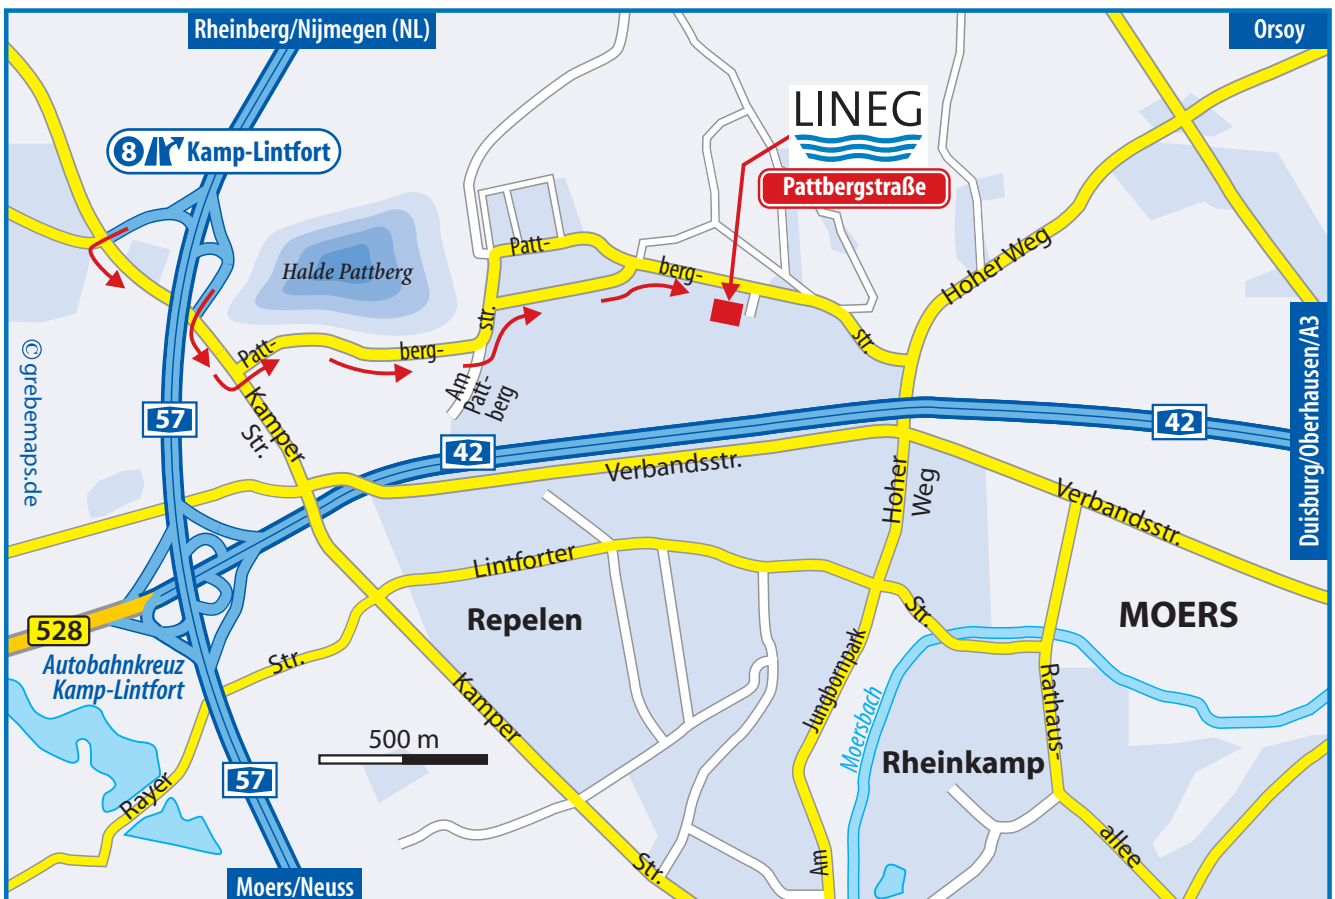 Rheinberg/Nijmegen (NL)
Orsoy
LINEG
8 Kamp-Lintfort
Pattbergstraße
Patt-
berg-
Hoher Weg
Halde Pattberg
str.
str.
Patt-
berg-
Am
Patt-
berg
© grebemaps.de
Duisburg/Oberhausen/A3
57
Kamper
Str.
42
42
Verbandsstr.
Hoher
Weg
Verbandsstr.
Lintforter
Str.
Repelen
MOERS
528
Autobahnkreuz
Kamp-Lintfort
Str.
Kamper
Jungbornpark
Moersbach
Rathaus-
500 m
Rheinkamp
57
Rayer
allee
Str.
Am
Moers/Neuss